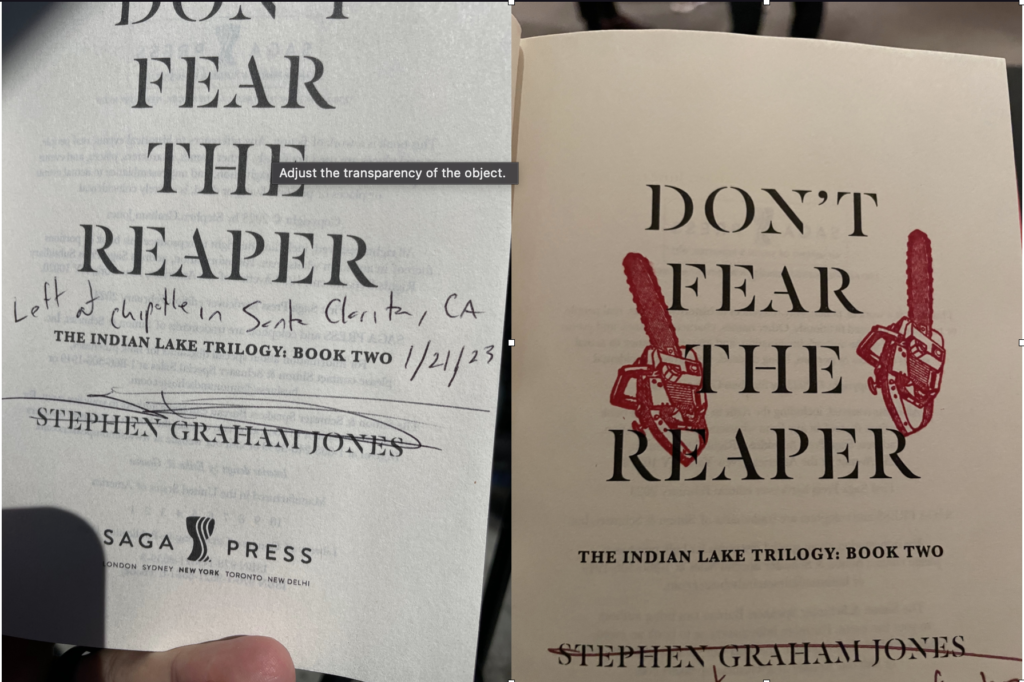 DON'T
FEAR
THE
REAPER
Left at chipotle in Santa Clarita, CA
THE INDIAN LAKE TRILOGY: BOOK TWO 1/21/23
STEPHEN GRAHAM JONES
SAGA PRESS
LONDON SYDNEY NEW YORK TORONTO NEW DELHI
Adjust the transparency of the object.
DON'T
FEAR
THE
REAPER
THE INDIAN LAKE TRILOGY: BOOK TWO
STEPHEN GRAHAM JONES